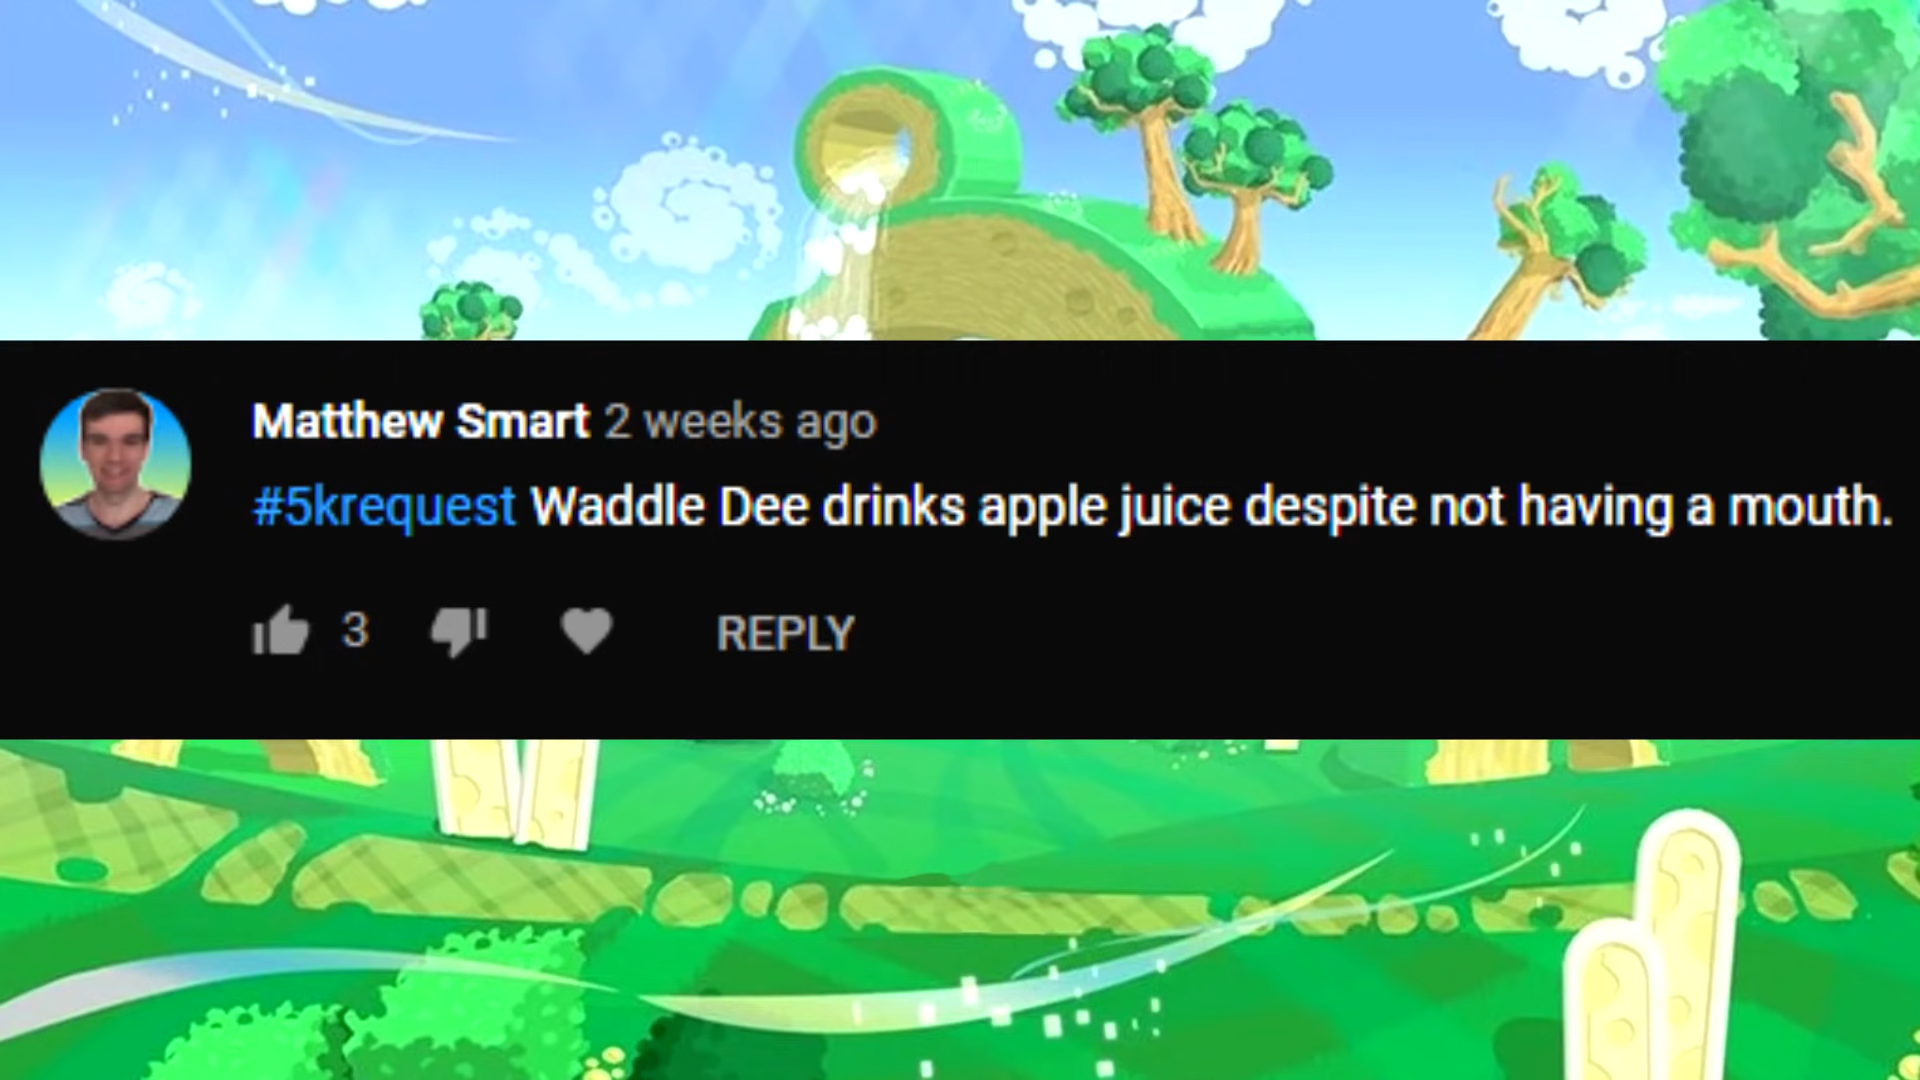 Matthew Smart 2 weeks ago
#5krequest Waddle Dee drinks apple juice despite not having a mouth.
3 REPLY